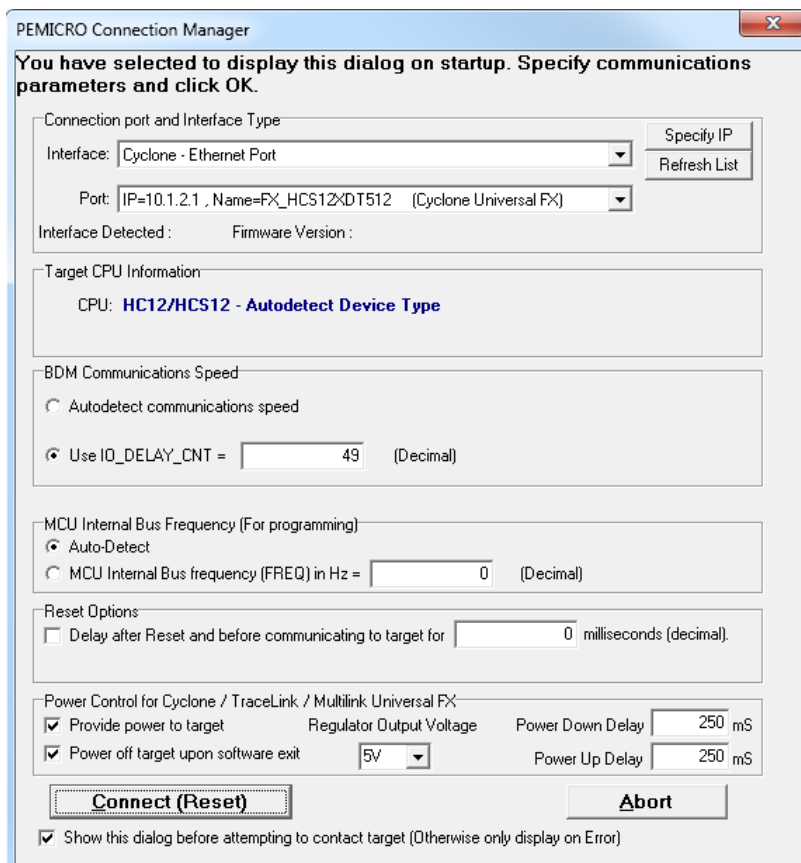 PEMICRO Connection Manager
You have selected to display this dialog on startup. Specify communications
parameters and click OK.
Connection port and Interface Type
Specify IP
Interface: Cyclone - Ethernet Port
Refresh List
Port: IP=10.1.2.1 , Name=FX_HCS12XDT512 (Cyclone Universal FX)
Interface Detected : Firmware Version :
Target CPU Information
CPU: HC12/HCS12 - Autodetect Device Type
BDM Communications Speed
Autodetect communications speed
Use IO_DELAY_CNT = 49 (Decimal)
MCU Internal Bus Frequency (For programming)
Auto-Detect
MCU Internal Bus frequency (FREQ) in Hz = 0 (Decimal)
Reset Options
Delay after Reset and before communicating to target for 0 milliseconds (decimal).
Power Control for Cyclone / TraceLink / Multilink Universal FX
Provide power to target Regulator Output Voltage Power Down Delay 250 mS
Power off target upon software exit 5V Power Up Delay 250 mS
Connect (Reset) Abort
Show this dialog before attempting to contact target (Otherwise only display on Error)